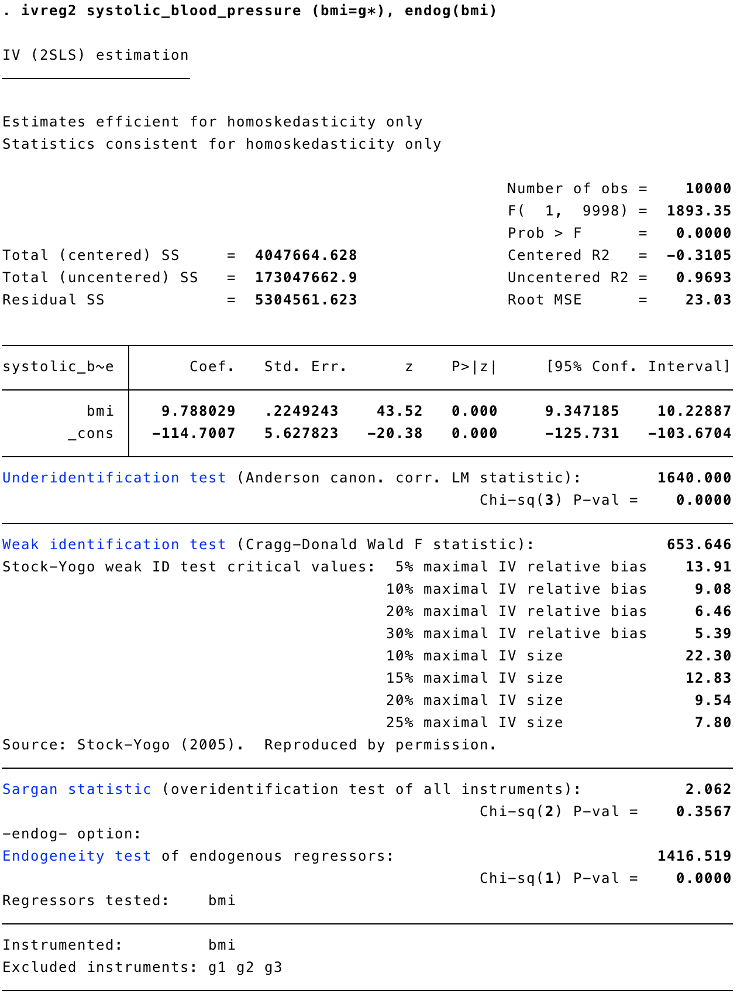 . ivreg2 systolic_blood_pressure (bmi=g*), endog(bmi)
IV (2SLS) estimation
Estimates efficient for homoskedasticity only
Statistics consistent for homoskedasticity only
Number of obs = 10000
F( 1, 9998) = 1893.35
Prob > F = 0.0000
Total (centered) SS = 4047664.628 Centered R2 = -0.3105
Total (uncentered) SS = 173047662.9 Uncentered R2 = 0.9693
Residual SS = 5304561.623 Root MSE = 23.03
systolic_b~e Coef. Std. Err. z P>|z| [95% Conf. Interval]
bmi 9.788029 .2249243 43.52 0.000 9.347185 10.22887
_cons -114.7007 5.627823 -20.38 0.000 -125.731 -103.6704
Underidentification test (Anderson canon. corr. LM statistic): 1640.000
Chi-sq(3) P-val = 0.0000
Weak identification test (Cragg-Donald Wald F statistic): 653.646
Stock-Yogo weak ID test critical values: 5% maximal IV relative bias 13.91
10% maximal IV relative bias 9.08
20% maximal IV relative bias 6.46
30% maximal IV relative bias 5.39
10% maximal IV size 22.30
15% maximal IV size 12.83
20% maximal IV size 9.54
25% maximal IV size 7.80
Source: Stock-Yogo (2005). Reproduced by permission.
Sargan statistic (overidentification test of all instruments): 2.062
Chi-sq(2) P-val = 0.3567
-endog- option:
Endogeneity test of endogenous regressors: 1416.519
Chi-sq(1) P-val = 0.0000
Regressors tested: bmi
Instrumented: bmi
Excluded instruments: g1 g2 g3